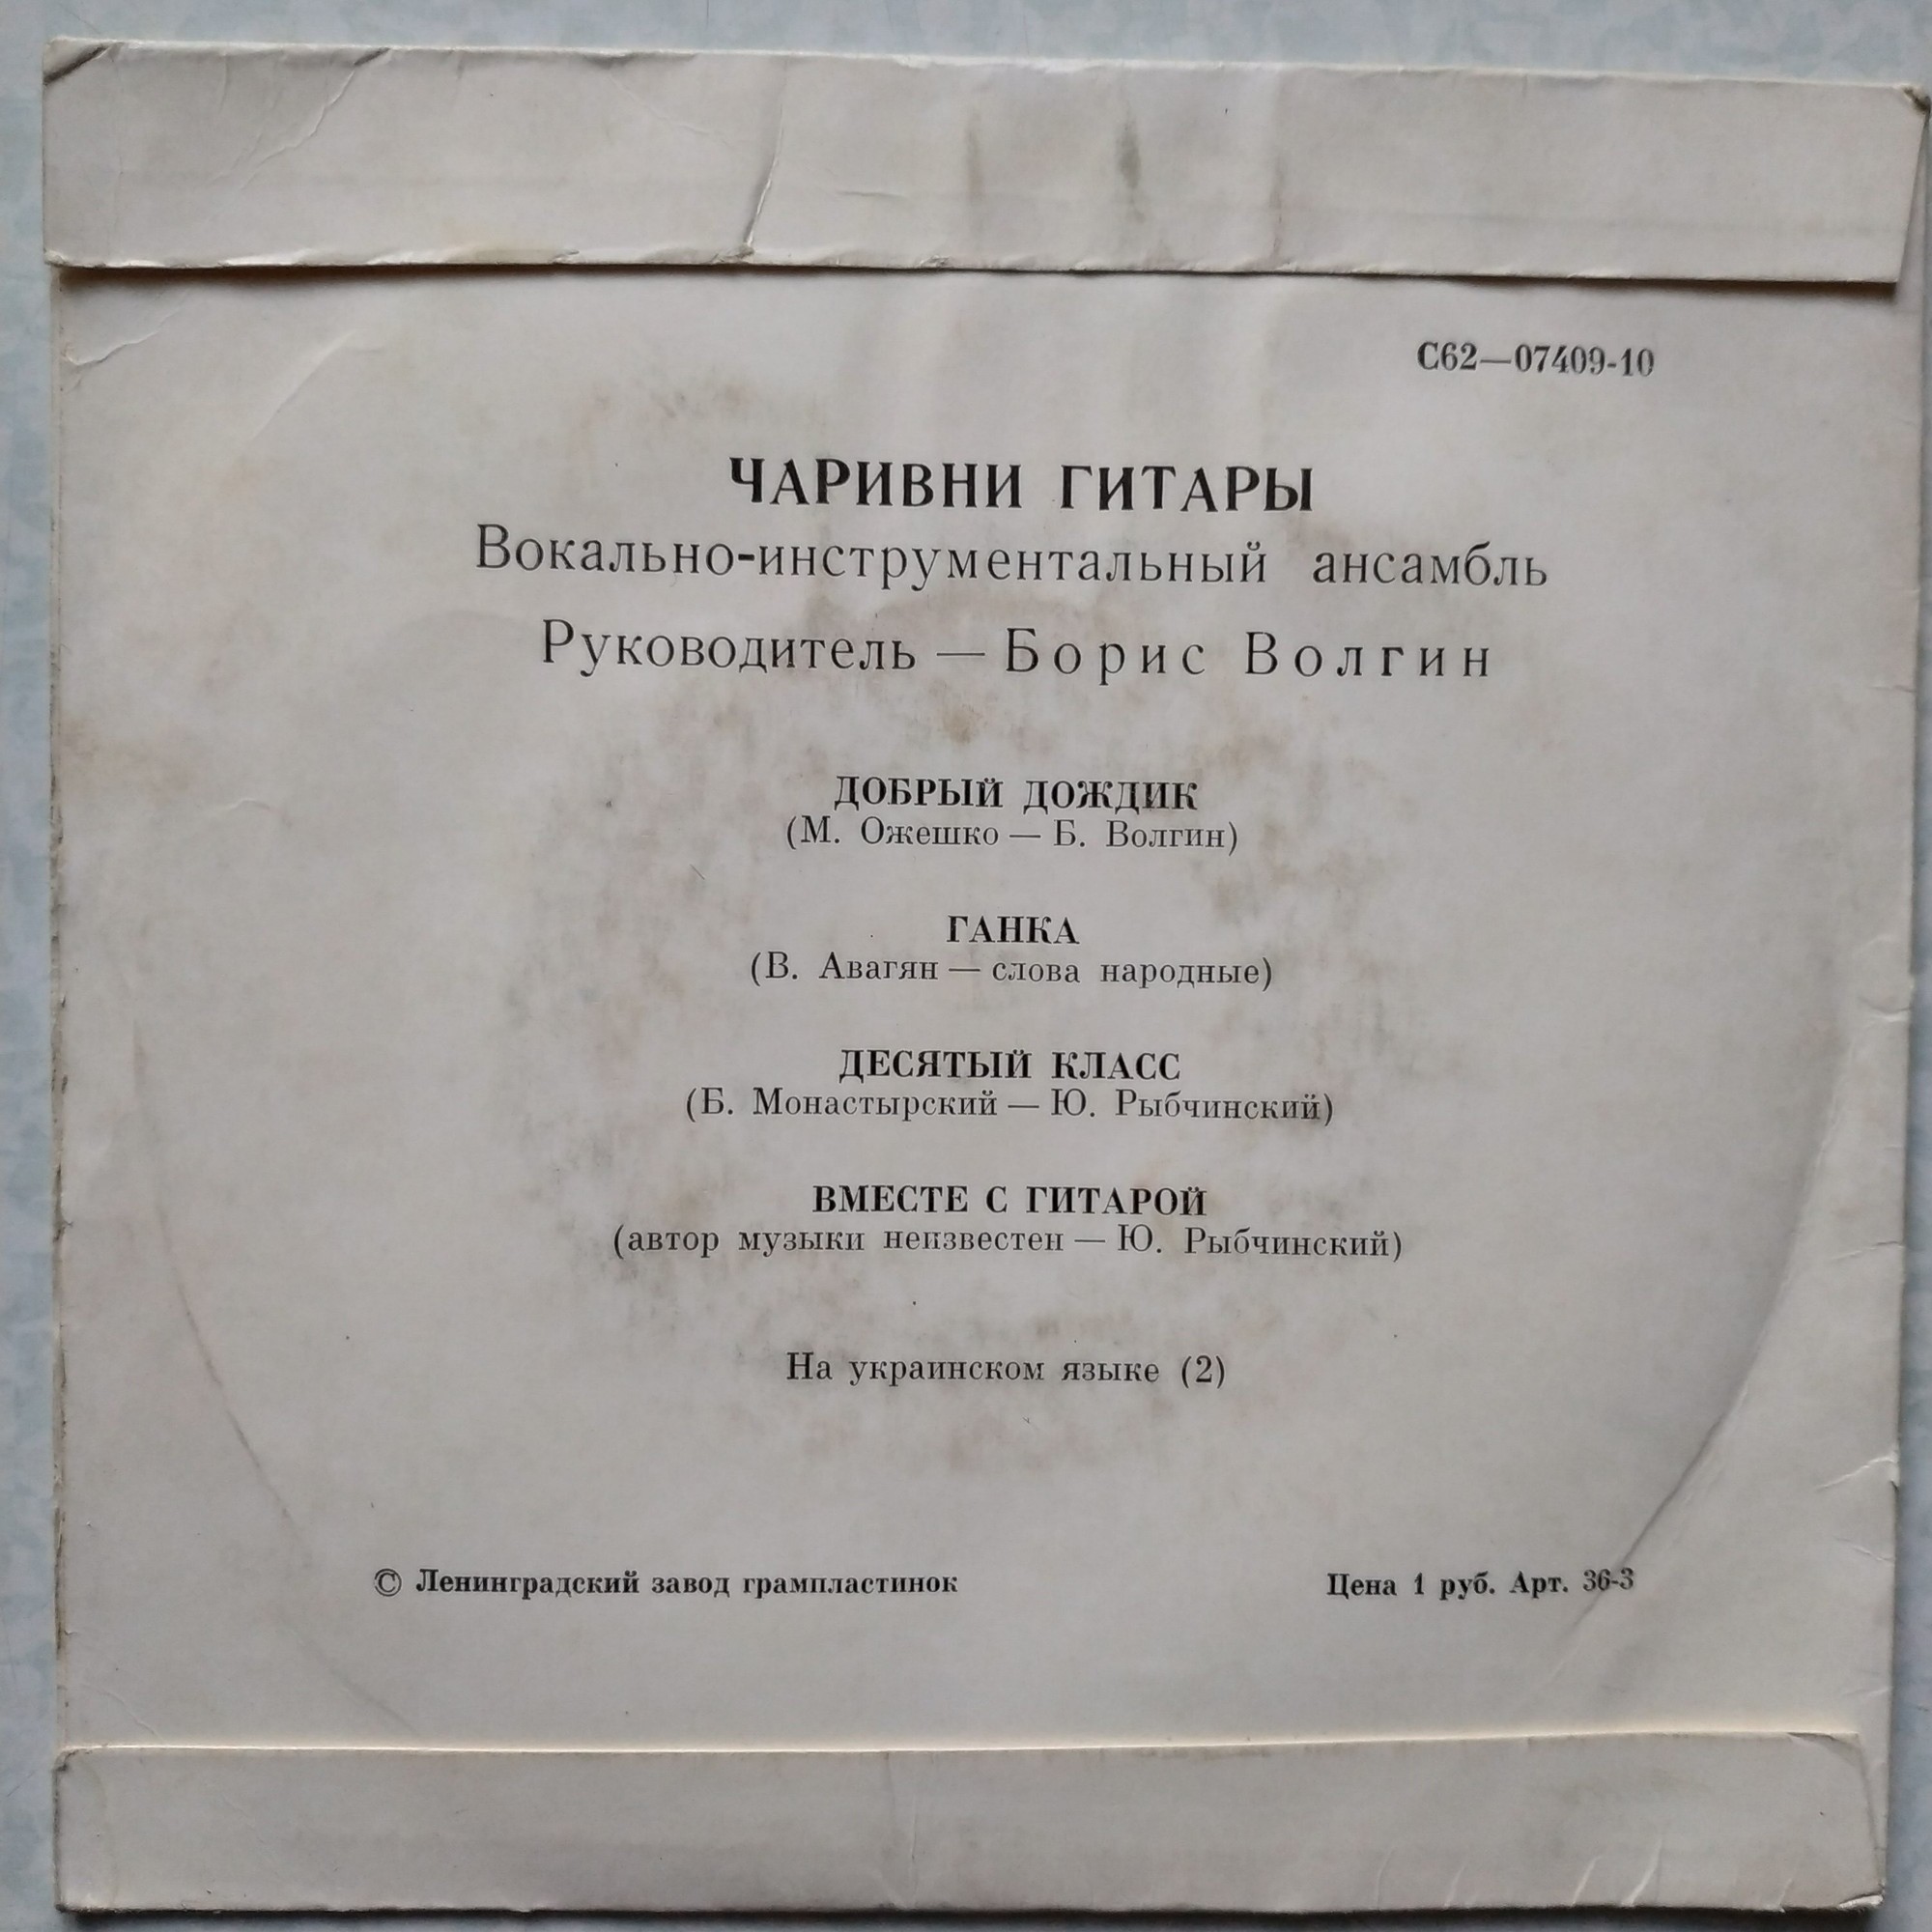 С62—07409-10
ЧАРИВНИ ГИТАРЫ
Вокально-инструментальный ансамбль
Руководитель — Борис Волгин
ДОБРЫЙ ДОЖДИК
(М. Ожешко — Б. Волгин)
ГАНКА
(В. Авагян — слова народные)
ДЕСЯТЫЙ КЛАСС
(Б. Монастырский — Ю. Рыбчинский)
ВМЕСТЕ С ГИТАРОЙ
(автор музыки неизвестен — Ю. Рыбчинский)
На украинском языке (2)
© Ленинградский завод грампластинок
Цена 1 руб. Арт. 36-3